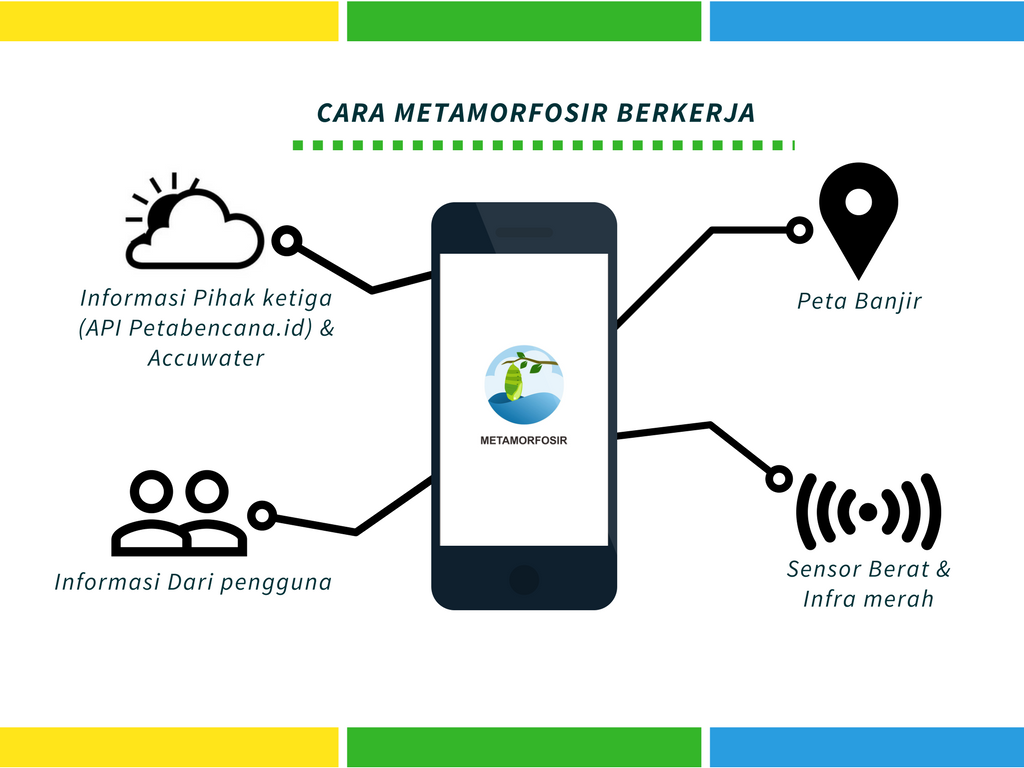 CARA METAMORFOSIR BERKERJA
Informasi Pihak ketiga
(API Petabencana.id) &
Accuwater
Peta Banjir
METAMORFOSIR
Informasi Dari pengguna
Sensor Berat &
Infra merah